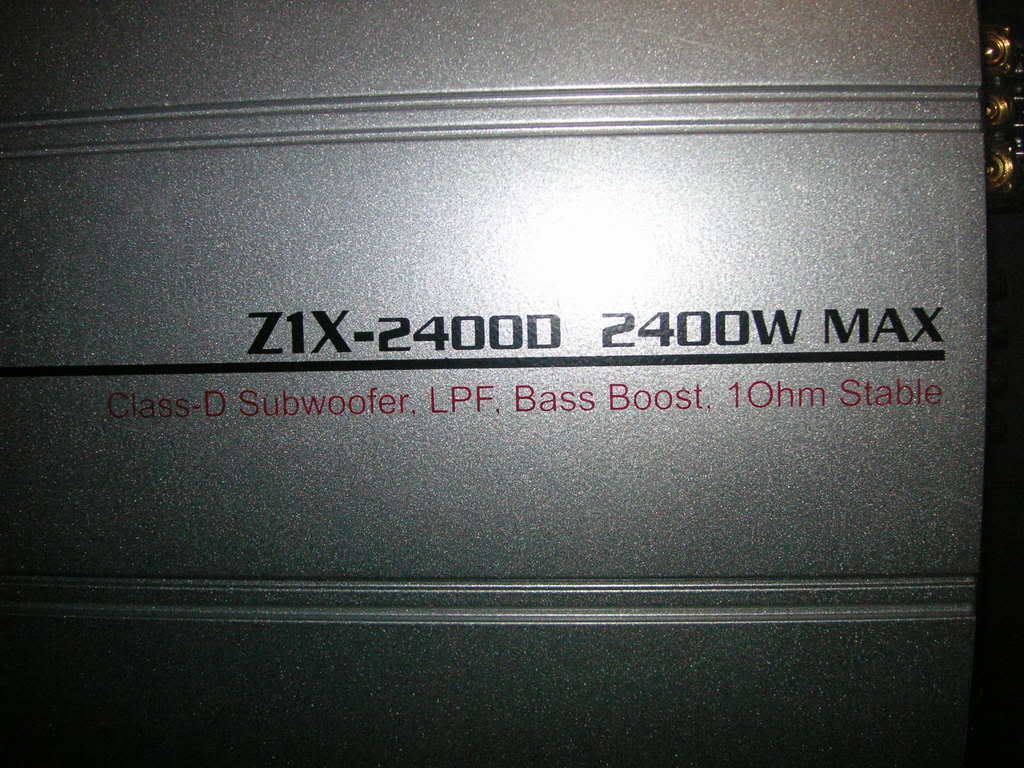 Z1X-2400D 2400W MAX
Class-D Subwoofer, LPF, Bass Boost, 1Ohm Stable